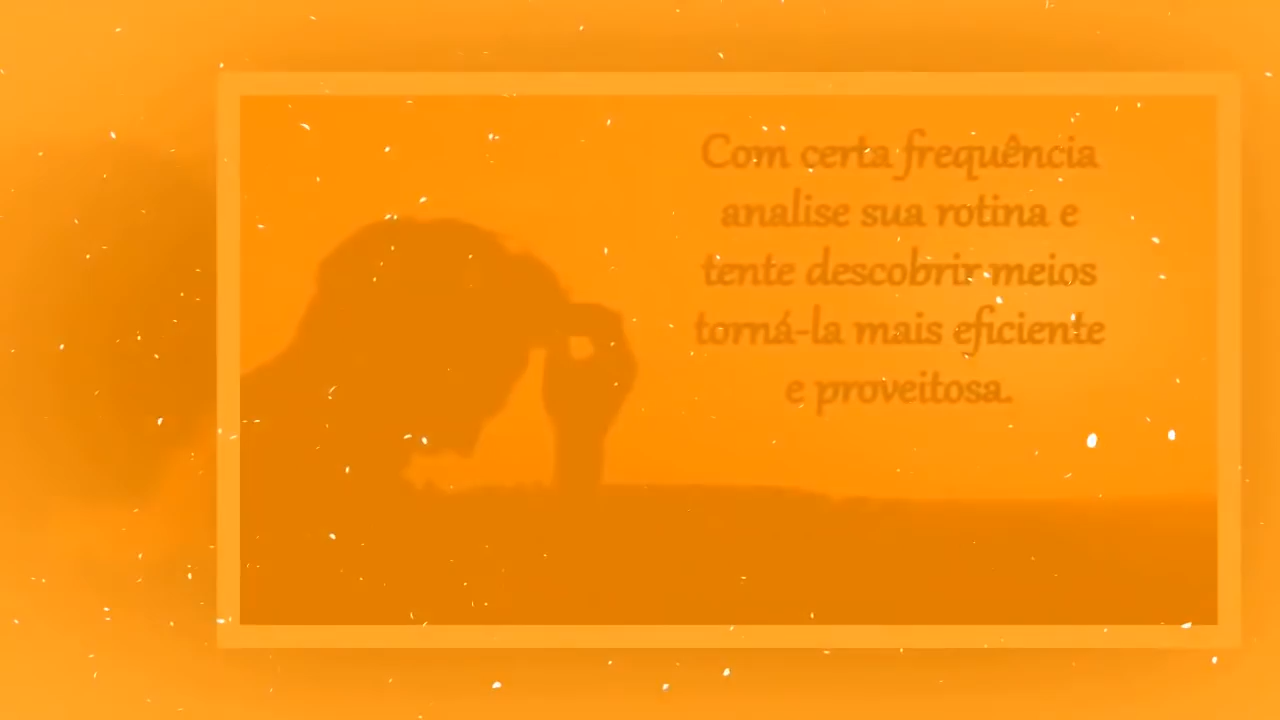 Com certa frequência
analise sua rotina e
tente descobrir meios
torná-la mais eficiente
e proveitosa.